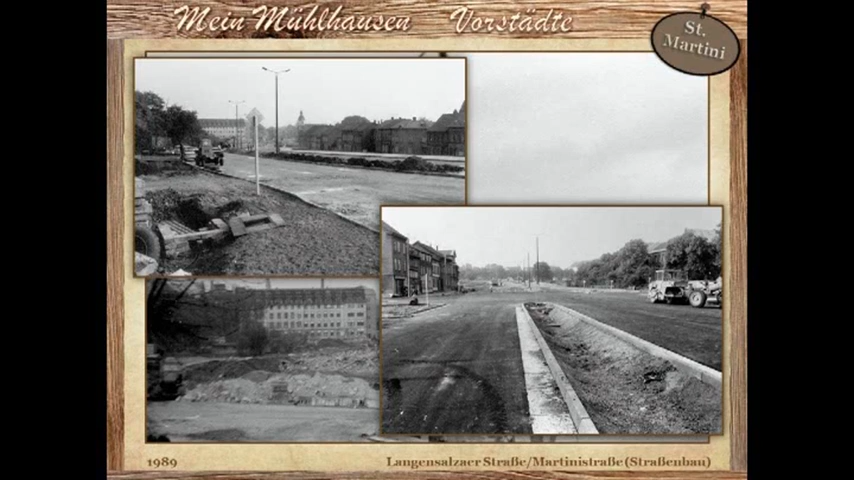 Mein Mühlhausen Vorstädte
St.
Martini
1989 Langensalzaer Straße/Martinistraße (Straßenbau)